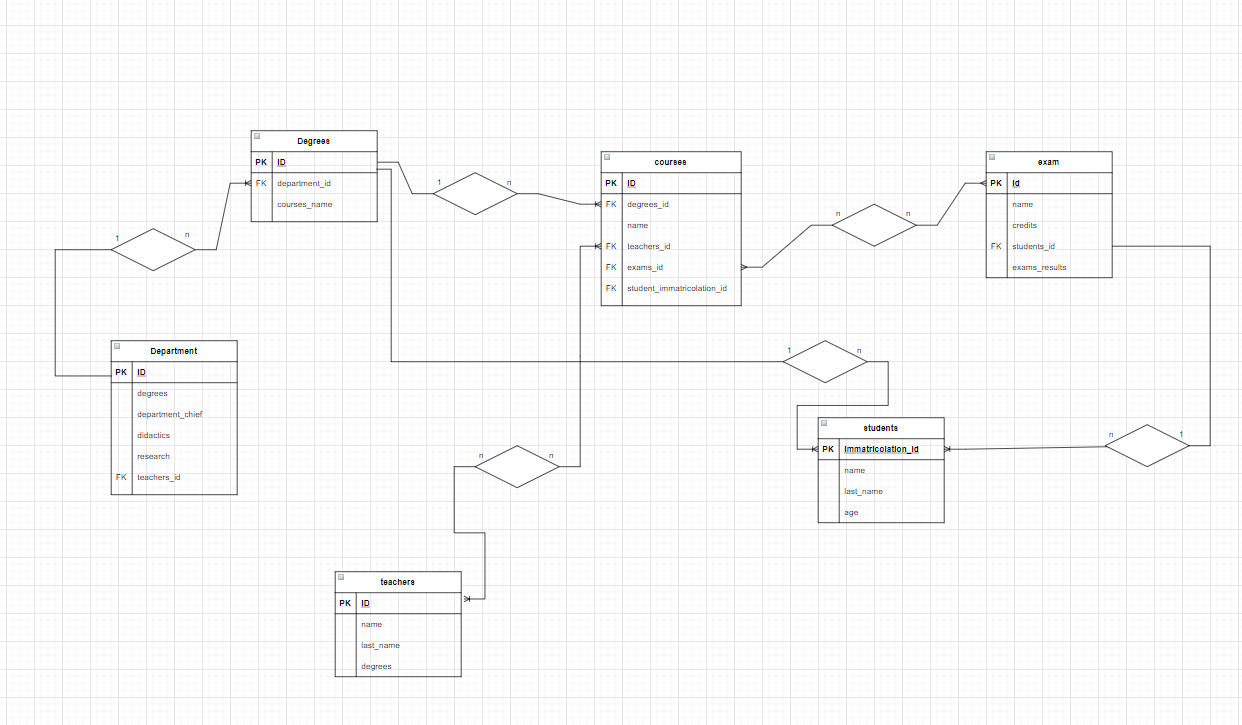 Degrees
PK ID
FK department_id
courses_name
courses
PK ID
FK degrees_id
name
FK teachers_id
FK exams_id
FK student_immatricolation_id
exam
PK Id
name
credits
FK students_id
exams_results
1 n
n n
1 n
Department
PK ID
degrees
department_chief
didactics
research
FK teachers_id
1 n
students
PK immatricolation_id
name
last_name
age
n 1
n n
teachers
PK ID
name
last_name
degrees